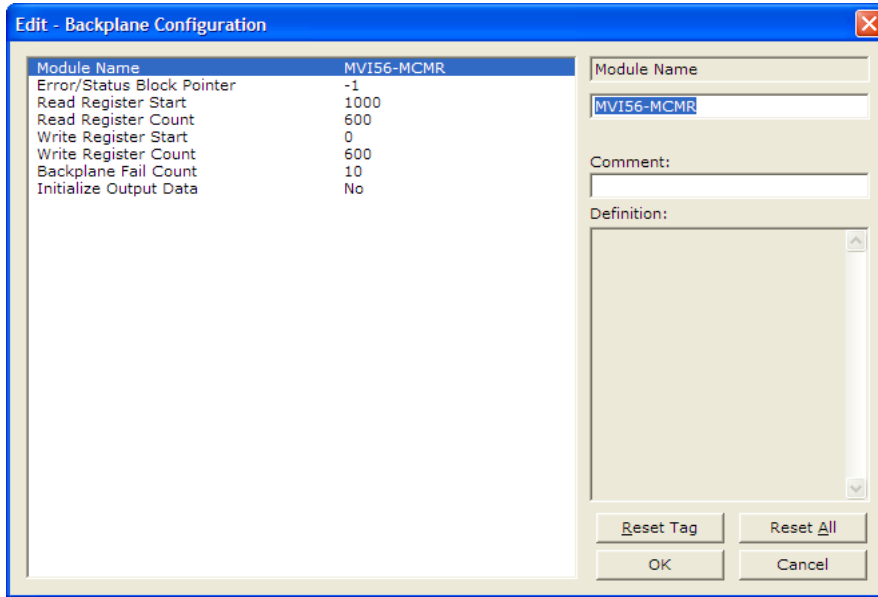 Edit - Backplane Configuration
Module Name MVI56-MCMR
Error/Status Block Pointer -1
Read Register Start 1000
Read Register Count 600
Write Register Start 0
Write Register Count 600
Backplane Fail Count 10
Initialize Output Data No
Module Name
MVI56-MCMR
Comment:
Definition:
Reset Tag Reset All
OK Cancel